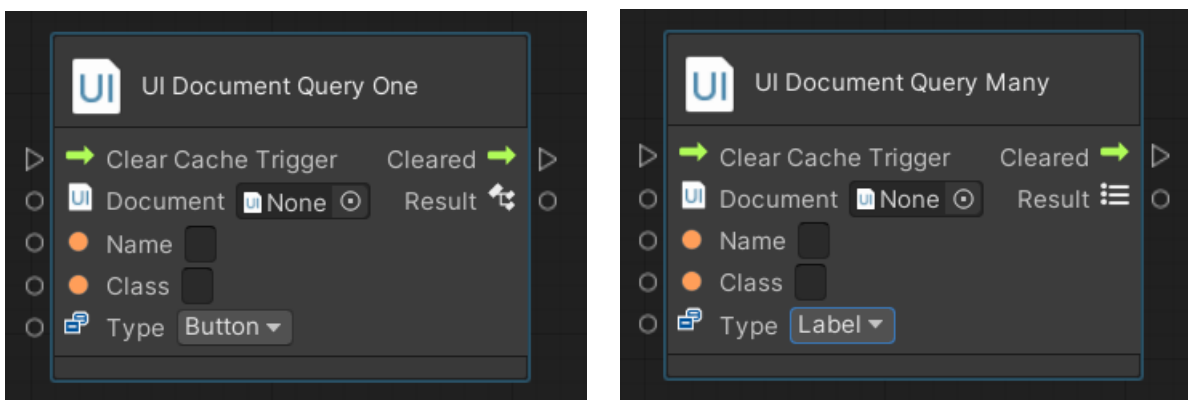 UI UI Document Query One
Clear Cache Trigger Cleared
UI Document UI None Result
Name
Class
Type Button
UI UI Document Query Many
Clear Cache Trigger Cleared
UI Document UI None Result
Name
Class
Type Label